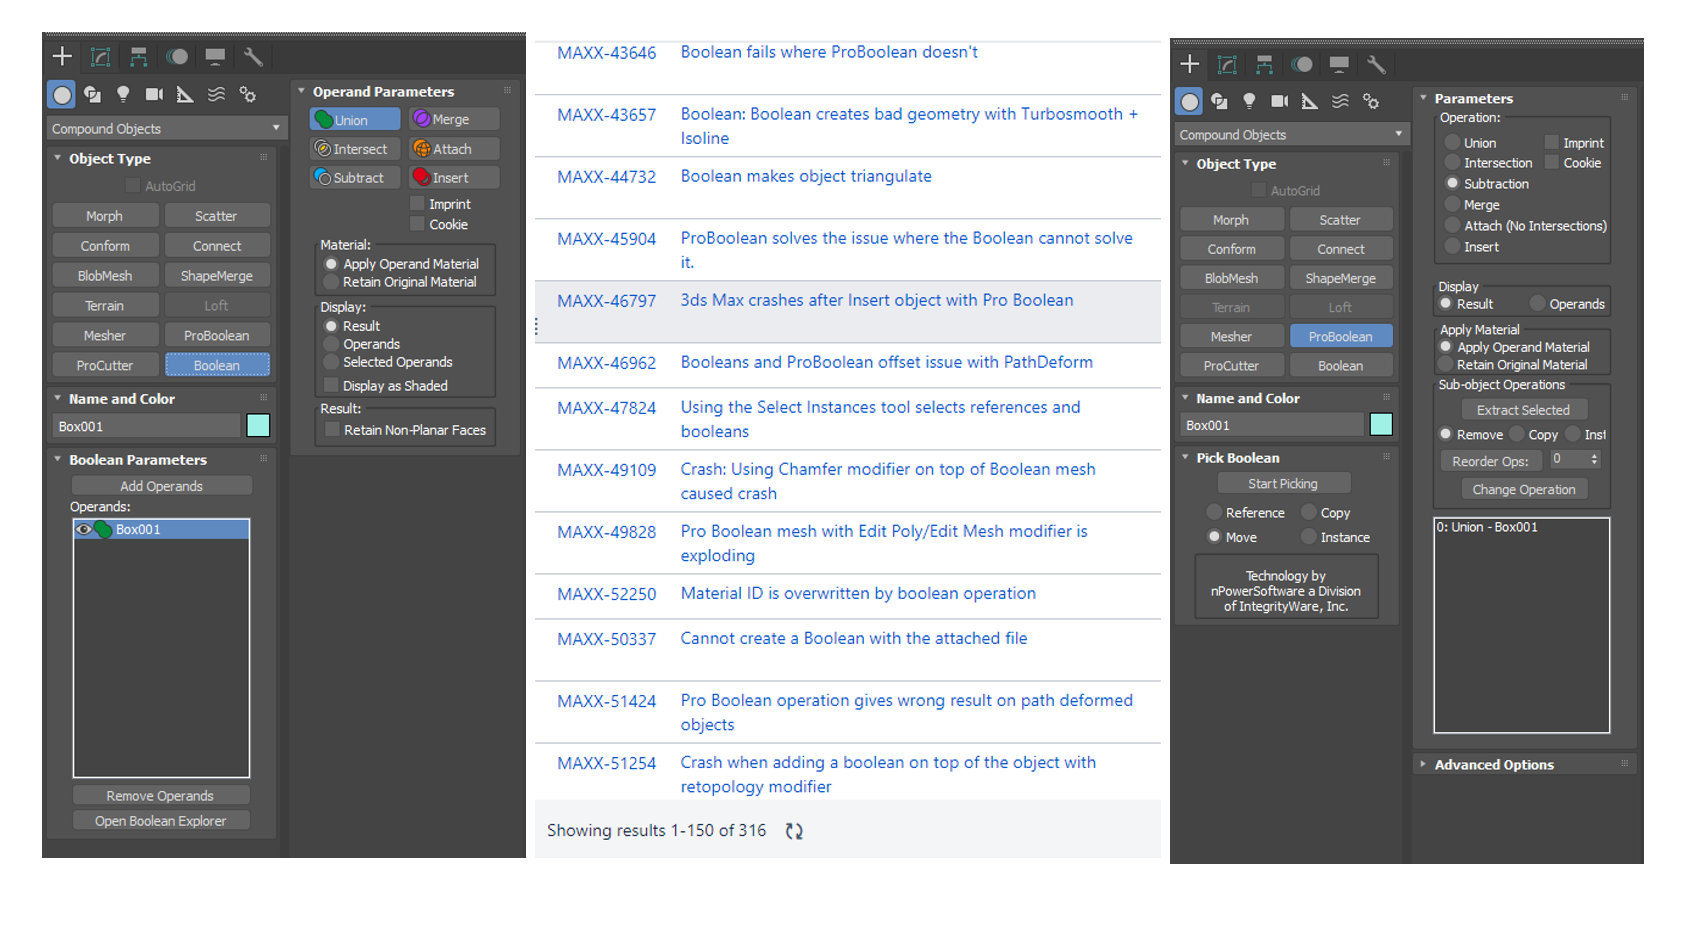 Compound Objects
Object Type
AutoGrid
Morph
Scatter
Conform
Connect
BlobMesh
ShapeMerge
Terrain
Loft
Mesher
ProBoolean
ProCutter
Boolean
Name and Color
Box001
Boolean Parameters
Add Operands
Operands:
Box001
Remove Operands
Open Boolean Explorer
Operand Parameters
Union
Merge
Intersect
Attach
Subtract
Insert
Imprint
Cookie
Material:
Apply Operand Material
Retain Original Material
Display:
Result
Operands
Selected Operands
Display as Shaded
Result:
Retain Non-Planar Faces
MAXX-43646 Boolean fails where ProBoolean doesn't
MAXX-43657 Boolean: Boolean creates bad geometry with Turbosmooth +
Isoline
MAXX-44732 Boolean makes object triangulate
MAXX-45904 ProBoolean solves the issue where the Boolean cannot solve
it.
MAXX-46797 3ds Max crashes after Insert object with Pro Boolean
MAXX-46962 Booleans and ProBoolean offset issue with PathDeform
MAXX-47824 Using the Select Instances tool selects references and
booleans
MAXX-49109 Crash: Using Chamfer modifier on top of Boolean mesh
caused crash
MAXX-49828 Pro Boolean mesh with Edit Poly/Edit Mesh modifier is
exploding
MAXX-52250 Material ID is overwritten by boolean operation
MAXX-50337 Cannot create a Boolean with the attached file
MAXX-51424 Pro Boolean operation gives wrong result on path deformed
objects
MAXX-51254 Crash when adding a boolean on top of the object with
retopology modifier
Showing results 1-150 of 316
Compound Objects
Object Type
AutoGrid
Morph
Scatter
Conform
Connect
BlobMesh
ShapeMerge
Terrain
Loft
Mesher
ProBoolean
ProCutter
Boolean
Name and Color
Box001
Pick Boolean
Start Picking
Reference
Copy
Move
Instance
Technology by
nPowerSoftware a Division
of IntegrityWare, Inc.
Parameters
Operation:
Union
Imprint
Intersection
Cookie
Subtraction
Merge
Attach (No Intersections)
Insert
Display
Result
Operands
Apply Material
Apply Operand Material
Retain Original Material
Sub-object Operations
Extract Selected
Remove
Copy
Inst
Reorder Ops:
0
Change Operation
0: Union - Box001
Advanced Options